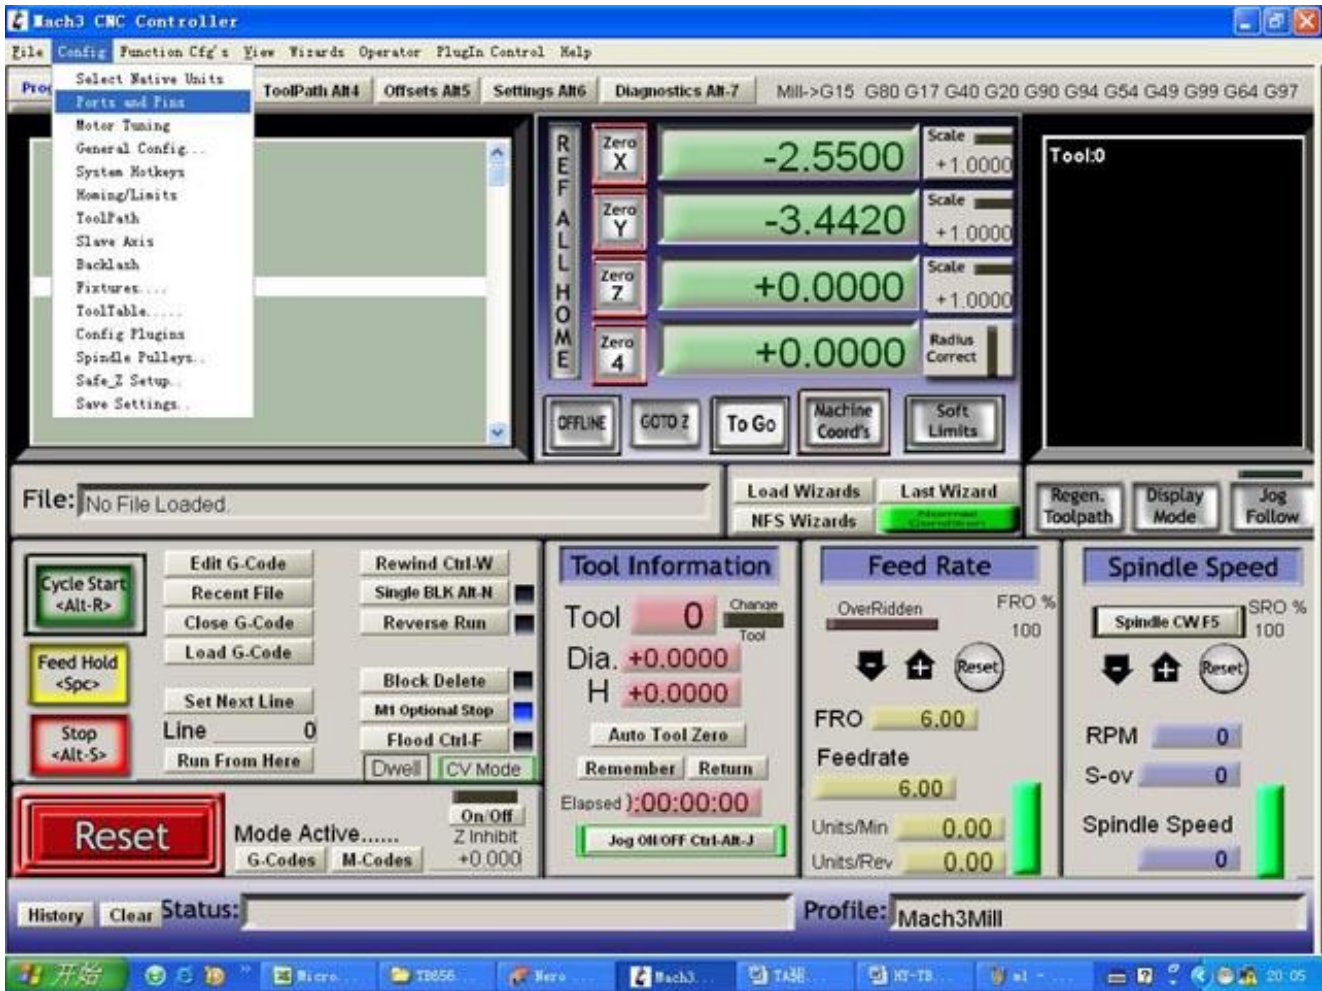 Mach3 CNC Controller
File Config Function Cfg's View Wizards Operator PlugIn Control Help
Select Native Units
Ports and Pins
Motor Tuning
General Config...
System Hotkeys
Homing/Limits
ToolPath
Slave Axis
Backlash
Fixtures....
ToolTable.....
Config Plugins
Spindle Pulleys..
Safe_Z Setup..
Save Settings..
ToolPath Alt4 Offsets Alt5 Settings Alt6 Diagnostics Alt-7 Mill->G15 G80 G17 G40 G20 G90 G94 G54 G49 G99 G64 G97
REF ALL HOME
Zero X -2.5500 Scale +1.0000
Zero Y -3.4420 Scale +1.0000
Zero Z +0.0000 Scale +1.0000
Zero 4 +0.0000 Radius Correct
OFFLINE GOTO Z To Go Machine Coord's Soft Limits
Tool:0
File: No File Loaded.
Load Wizards Last Wizard
NFS Wizards Normal Condition
Regen. Toolpath Display Mode Jog Follow
Cycle Start <Alt-R>
Feed Hold <Spc>
Stop <Alt-S>
Edit G-Code
Recent File
Close G-Code
Load G-Code
Set Next Line
Line 0
Run From Here
Rewind Ctrl-W
Single BLK Alt-N
Reverse Run
Block Delete
M1 Optional Stop
Flood Ctrl-F
Dwell CV Mode
Reset
Mode Active......
G-Codes M-Codes
On/Off
Z Inhibit
+0.000
Tool Information
Tool 0 Change Tool
Dia. +0.0000
H +0.0000
Auto Tool Zero
Remember Return
Elapsed ):00:00:00
Jog ON/OFF Ctrl-Alt-J
Feed Rate
OverRidden FRO % 100
Reset
FRO 6.00
Feedrate
6.00
Units/Min 0.00
Units/Rev 0.00
Spindle Speed
Spindle CW F5 SRO % 100
Reset
RPM 0
S-ov 0
Spindle Speed
0
History Clear Status:
Profile: Mach3Mill
开始 Micro... TB656 Nero ... Mach3... MY-TB... m1 - ... 20:05